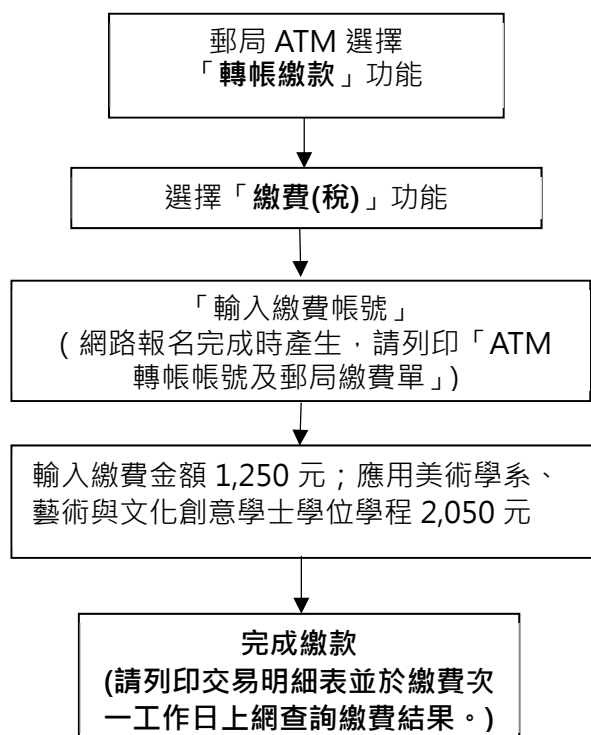 郵局 ATM 選擇
「轉帳繳款」功能
選擇「繳費(稅)」功能
「輸入繳費帳號」
(網路報名完成時產生，請列印「ATM
轉帳帳號及郵局繳費單」)
輸入繳費金額 1,250 元；應用美術學系、
藝術與文化創意學士學位學程 2,050 元
完成繳款
(請列印交易明細表並於繳費次
一工作日上網查詢繳費結果。)